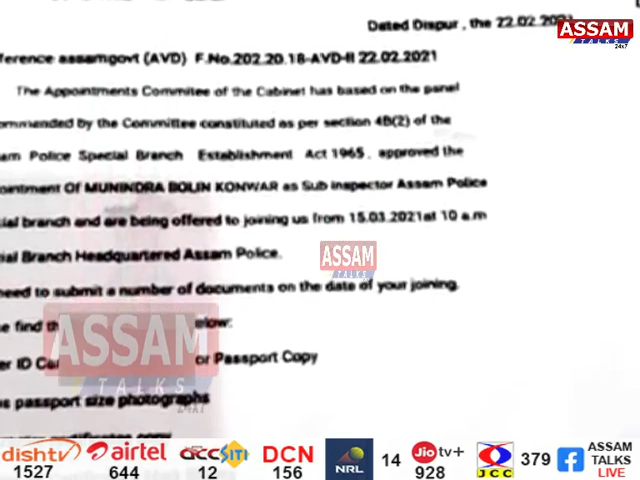 Dated Dispur, the 22.02.2021
ference assamgovt (AVD) F.No.202.20.18-AVD-II 22.02.2021
The Appointments Commitee of the Cabinet has based on the panel
ommended by the Committee constituted as per section 4B(2) of the
am Police Special Branch Establishment Act 1965, approved the
ointment Of MUNINDRA BOLIN KONWAR as Sub inspector Assam Police
ial branch and are being offered to joining us from 15.03.2021at 10 a.m
ial Branch Headquartered Assam Police.
need to submit a number of documents on the date of your joining.
e find th elow:
er ID Car or Passport Copy
passport size photographs
ASSAM
TALKS
24x7
ASSAM
TALKS
ASSAM
TALKS
24x7
dishtv
1527
airtel
644
GCC SITI
12
DCN
156
NRL
14
Jio tv+
928
JCC
379
ASSAM
TALKS
LIVE